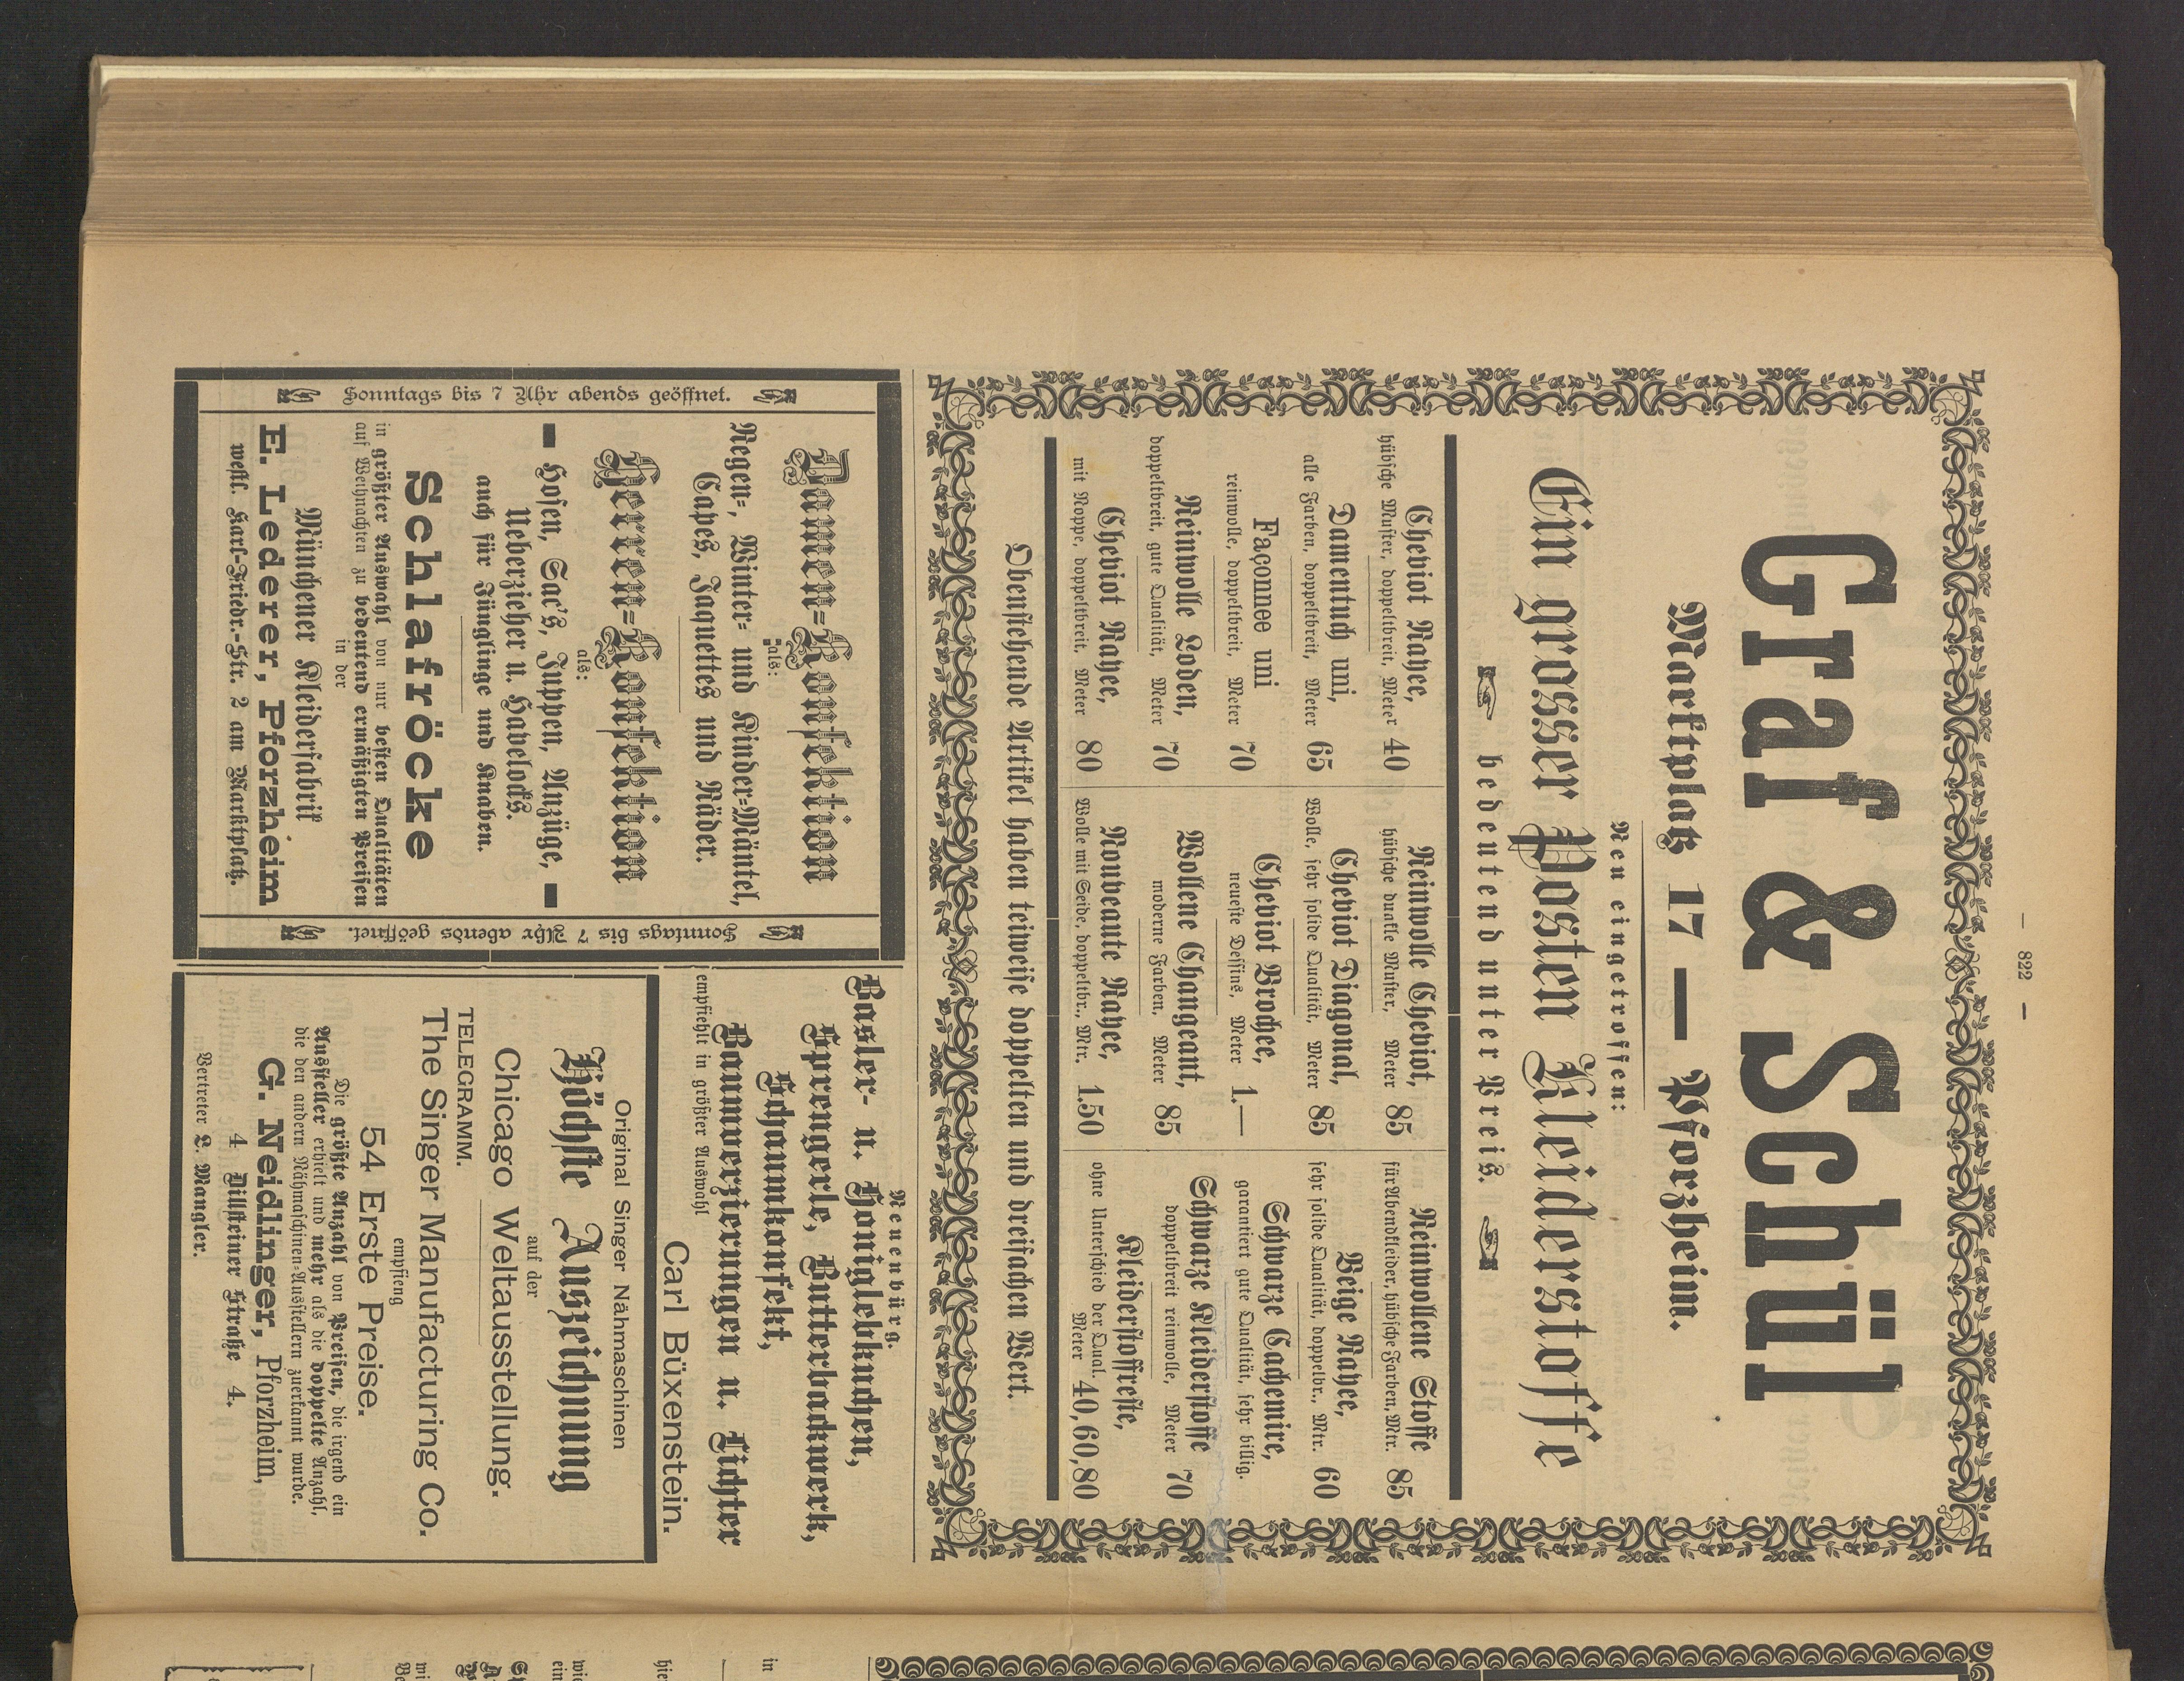 — 822 —
Graf & Schül
Marktplatz 17 — Pforzheim.
Neu eingetroffen:
Ein grosser Posten Kleiderstoffe
bedeutend unter Preis.
Cheviot Rayee,
hübsche Muster, doppeltbreit, Meter 40
Damentuch uni,
alle Farben, doppeltbreit, Meter 65
Façonnee uni
reinwolle, doppeltbreit, Meter 70
Reinwolle Loden,
doppeltbreit, gute Qualität, Meter 70
Cheviot Rayee,
mit Noppe, doppeltbreit, Meter 80
Reinwolle Cheviot,
hübsche dunkle Muster, Meter 85
Cheviot Diagonal,
Wolle, sehr solide Qualität, Meter 85
Cheviot Brochee,
neueste Dessins, Meter 1.—
Wollene Changeant,
moderne Farben, Meter 85
Nouveaute Rayee,
Wolle mit Seide, doppeltbr., Mtr. 1.50
Reinwollene Stoffe
für Abendkleider, hübsche Farben, Mtr. 85
Beige Rayee,
sehr solide Qualität, doppelbr., Mtr. 60
Schwarze Cachemire,
garantiert gute Qualität, sehr billig.
Schwarze Kleiderstoffe
doppeltbreit reinwolle, Meter 70
Kleiderstoffreste,
ohne Unterschied der Qual.
Meter 40, 60, 80
Obenstehende Artikel haben teiweise doppelten und dreifachen Wert.
Sonntags bis 7 Uhr abends geöffnet.
Damen-Konfektion
als:
Regen-, Winter- und Kinder-Mäntel,
Capes, Jaquettes und Räder.
Herren-Konfektion
als:
Hosen, Sac's, Juppen, Anzüge,
Ueberzieher u. Havelocks.
auch für Jünglinge und Knaben.
Schlafröcke
in größter Auswahl von nur besten Qualitäten
auf Weihnachten zu bedeutend ermäßigten Preisen
in der
Münchener Kleiderfabrik
E. Lederer, Pforzheim
westl. Karl-Friedr.-Str. 2 am Marktplatz.
Sonntags bis 7 Uhr abends geöffnet.
Neuenbürg.
Basler- u. Honiglebkuchen,
Sprengerle, Butterbackwerk,
Schaumkonfekt,
Baumverzierungen u. Lichter
empfiehlt in größter Auswahl
Carl Büxenstein.
Original Singer Nähmaschinen
Höchste Auszeichnung
auf der
Chicago Weltausstellung.
TELEGRAMM.
The Singer Manufacturing Co.
empfieng
54 Erste Preise.
Die größte Anzahl von Preisen, die irgend ein
Aussteller erhielt und mehr als die doppelte Anzahl,
die den andern Nähmaschinen-Ausstellern zuerkannt wurde.
G. Neidlinger, Pforzheim,
4 Dillsteiner Straße 4.
Vertreter L. Mangler.
in
hie